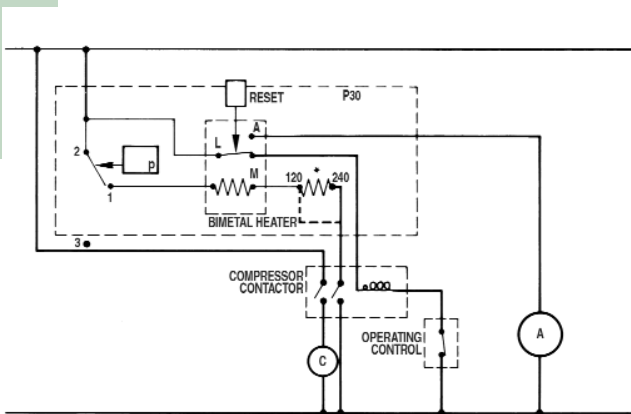 RESET P30
A
L
2
p
M 120 * 240
1
BIMETAL HEATER
3
COMPRESSOR
CONTACTOR
OPERATING
CONTROL
A
C